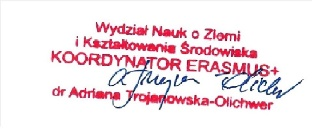 Wydział Nauk o Ziemi
i Kształtowania Środowiska
KOORDYNATOR ERASMUS+
dr Adriana Trojanowska-Olichwer